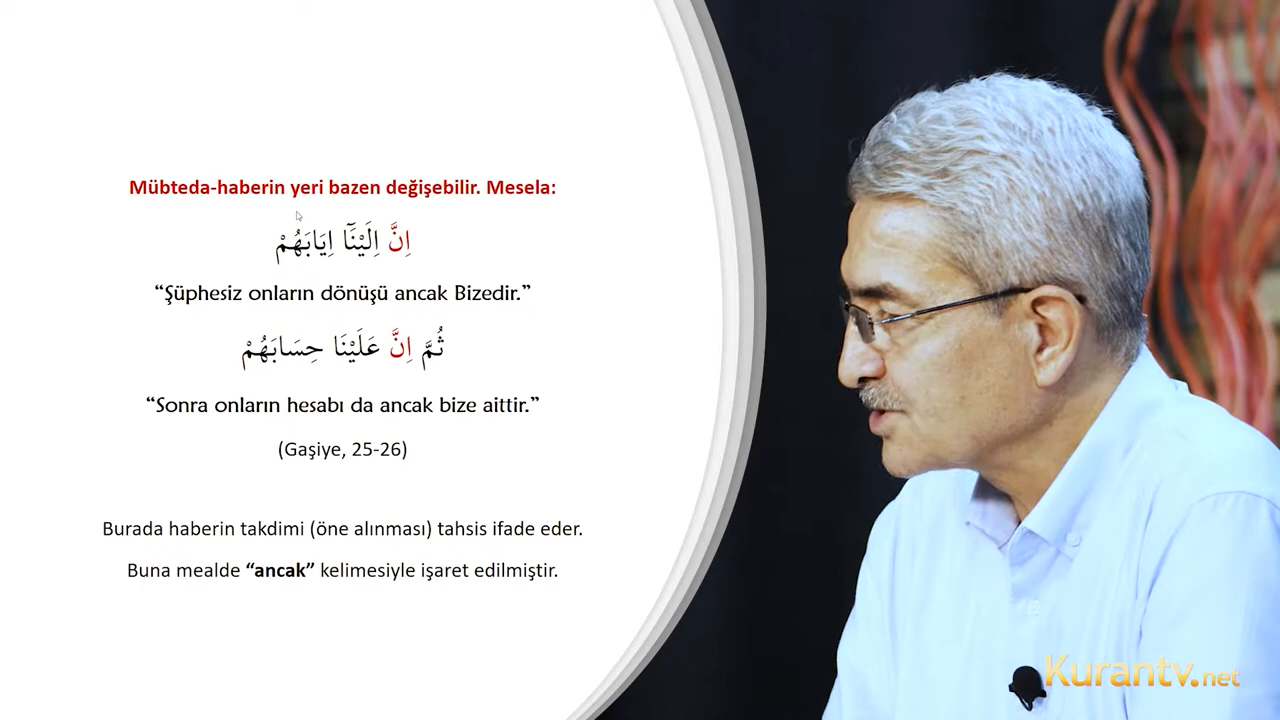 Mübteda-haberin yeri bazen değişebilir. Mesela:
اِنَّ اِلَيْنَٓا اِيَابَهُمْ
“Şüphesiz onların dönüşü ancak Bizedir.”
ثُمَّ اِنَّ عَلَيْنَا حِسَابَهُمْ
“Sonra onların hesabı da ancak bize aittir.”
(Gaşiye, 25-26)
Burada haberin takdimi (öne alınması) tahsis ifade eder.
Buna mealde “ancak” kelimesiyle işaret edilmiştir.
Kurantv.net